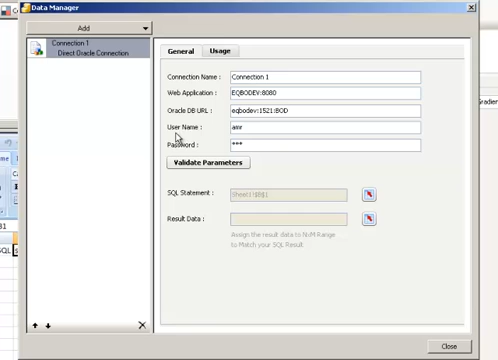 Data Manager
Add
Connection 1
Direct Oracle Connection
General
Usage
Connection Name : Connection 1
Web Application : EQBODEV:8080
Oracle DB URL : eqbodev:1521:BOD
User Name : amr
Password : ***
Validate Parameters
SQL Statement :
Result Data :
Assign the result data to NxM Range
to Match your SQL Result
Close
Gradien
SQL